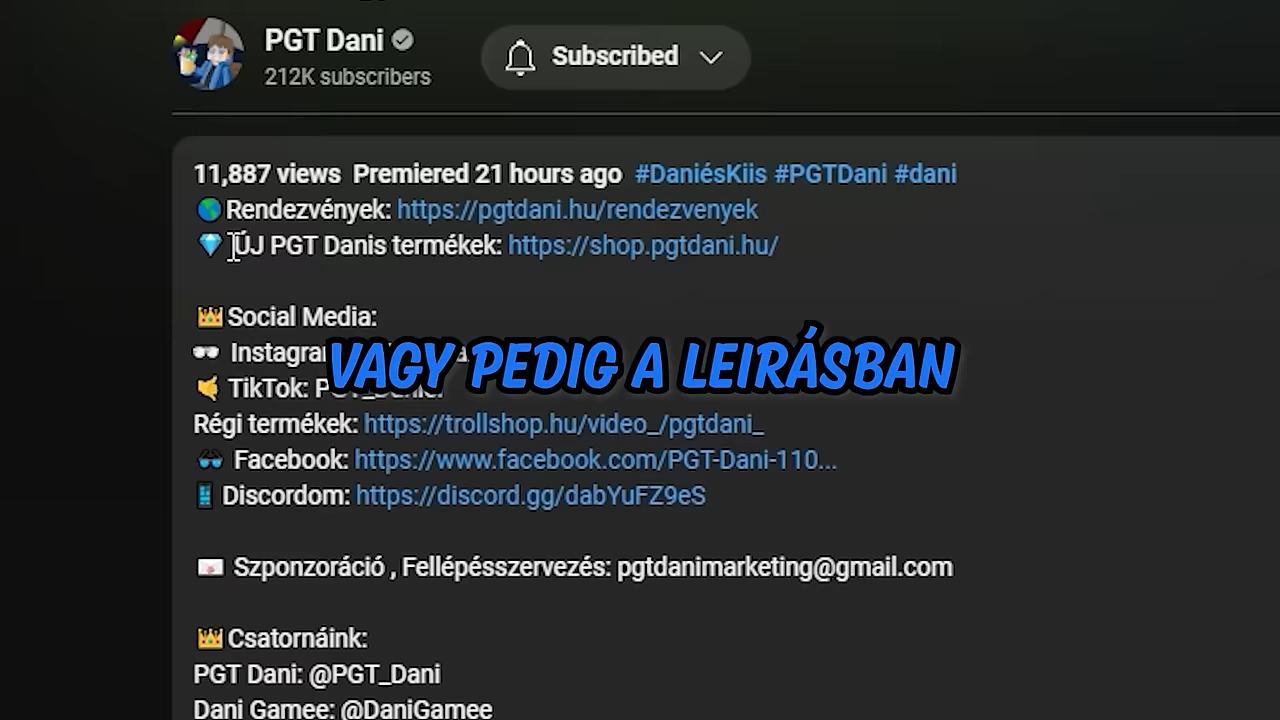 PGT Dani
212K subscribers
Subscribed
11,887 views Premiered 21 hours ago #DaniésKiis #PGTDani #dani
Rendezvények: https://pgtdani.hu/rendezvenyek
ÚJ PGT Danis termékek: https://shop.pgtdani.hu/
Social Media:
VAGY PEDIG A LEIRÁSBAN
TikTok:
Régi termékek: https://trollshop.hu/video_/pgtdani_
Facebook: https://www.facebook.com/PGT-Dani-110...
Discordom: https://discord.gg/dabYuFZ9eS
Szponzoráció , Fellépésszervezés: pgtdanimarketing@gmail.com
Csatornáink:
PGT Dani: @PGT_Dani
Dani Gamee: @DaniGamee